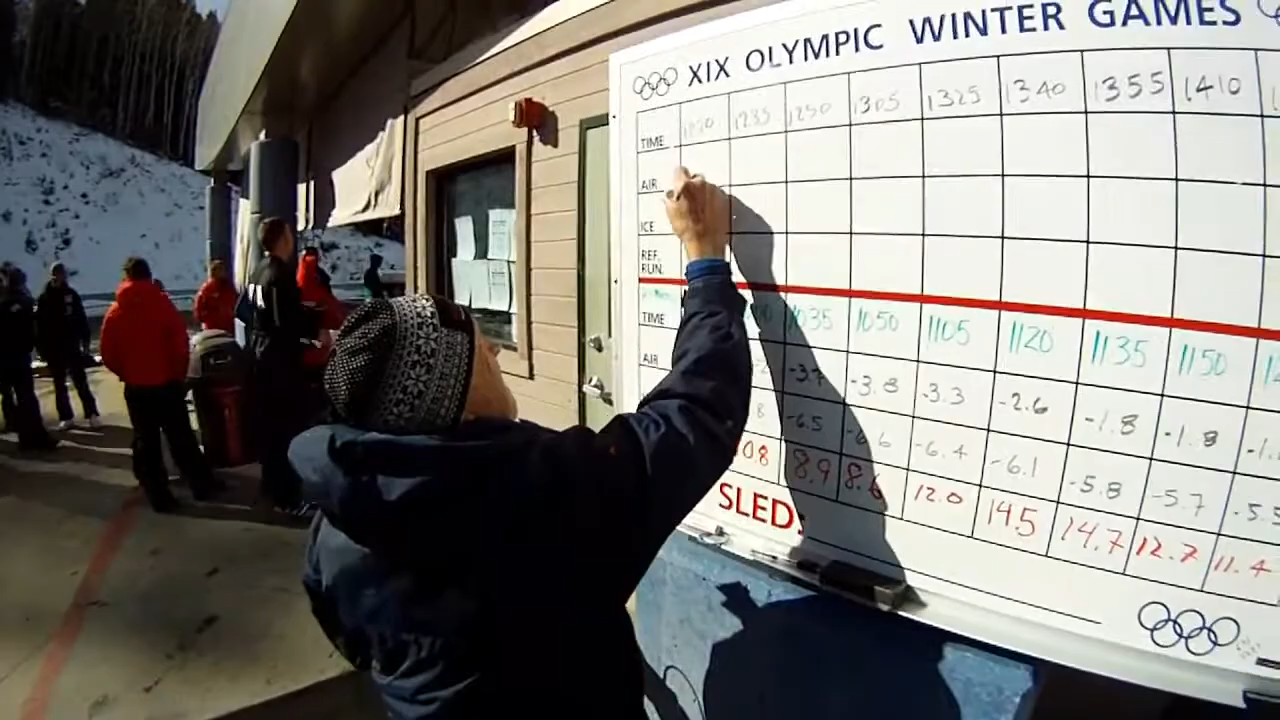 XIX OLYMPIC WINTER GAMES
TIME 1235 1250 1305 1325 1340 1355 1410
AIR
ICE
REF. RUN.
TIME 1035 1050 1105 1120 1135 1150
AIR -3.7 -3.8 -3.3 -2.6 -1.8 -1.8
8 -6.5 -6.6 -6.4 -6.1 -5.8 -5.7 -5.5
10.8 8.9 8.6 12.0 14.5 14.7 12.7 11.4
SLED: